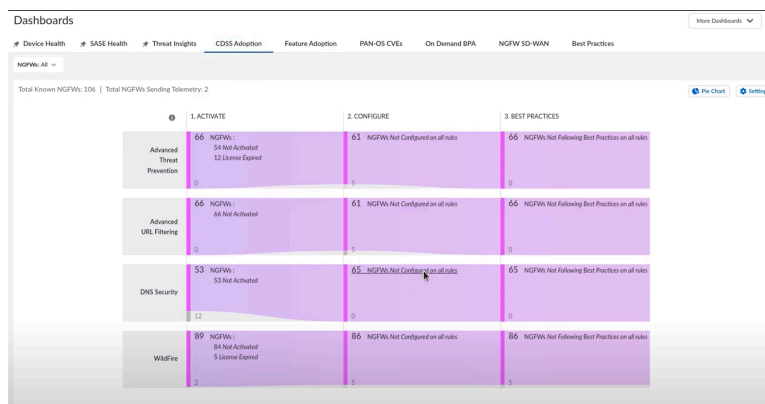 Dashboards
More Dashboards
Device Health
SASE Health
Threat Insights
CDSS Adoption
Feature Adoption
PAN-OS CVEs
On Demand BPA
NGFW SD-WAN
Best Practices
NGFWs: All
Total Known NGFWs: 106 | Total NGFWs Sending Telemetry: 2
Pie Chart
Setting
1. ACTIVATE
2. CONFIGURE
3. BEST PRACTICES
Advanced
Threat
Prevention
66 NGFWs :
54 Not Activated
12 License Expired
0
61 NGFWs Not Configured on all rules
5
66 NGFWs Not Following Best Practices on all rules
0
Advanced
URL Filtering
66 NGFWs :
66 Not Activated
0
61 NGFWs Not Configured on all rules
5
66 NGFWs Not Following Best Practices on all rules
0
DNS Security
53 NGFWs :
53 Not Activated
12
65 NGFWs Not Configured on all rules
0
65 NGFWs Not Following Best Practices on all rules
0
WildFire
89 NGFWs :
84 Not Activated
5 License Expired
2
86 NGFWs Not Configured on all rules
5
86 NGFWs Not Following Best Practices on all rules
5